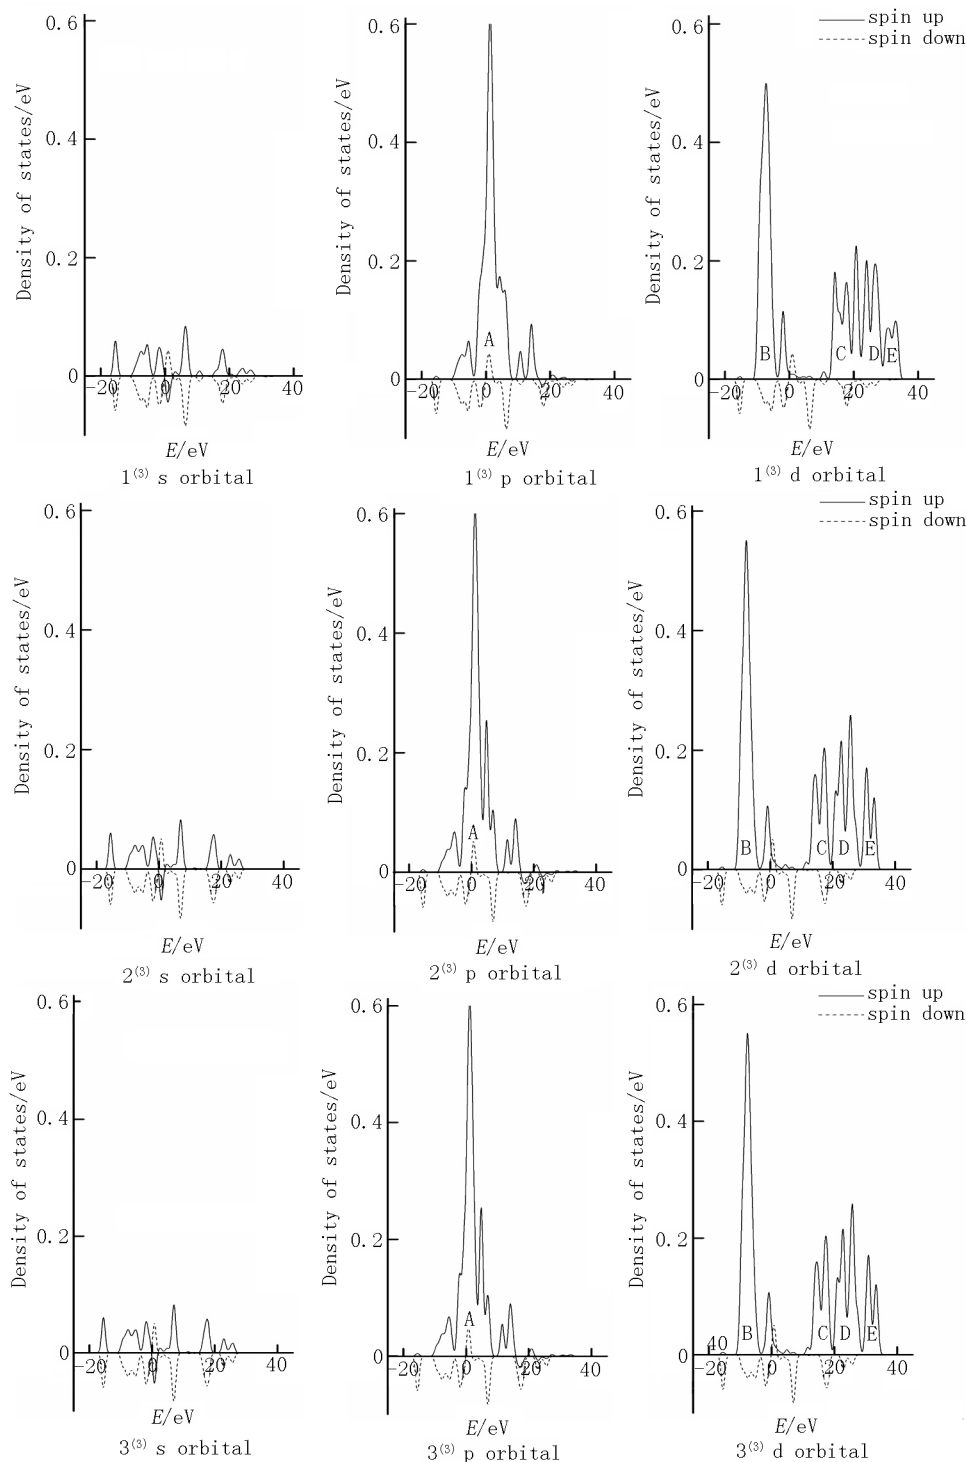 spin up
spin down
0.6
0.4
0.2
0
-20
0
20
40
Density of states/eV
E/eV
1(3) s orbital
0.6
0.4
0.2
0
-20
0
20
40
A
Density of states/eV
E/eV
1(3) p orbital
0.6
0.4
0.2
0
-20
0
20
40
B
C
D
E
Density of states/eV
E/eV
1(3) d orbital
spin up
spin down
0.6
0.4
0.2
0
-20
0
20
40
Density of states/eV
E/eV
2(3) s orbital
0.6
0.4
0.2
0
-20
0
20
40
A
Density of states/eV
E/eV
2(3) p orbital
0.6
0.4
0.2
0
-20
0
20
40
B
C
D
E
Density of states/eV
E/eV
2(3) d orbital
spin up
spin down
0.6
0.4
0.2
0
-20
0
20
40
Density of states/eV
E/eV
3(3) s orbital
0.6
0.4
0.2
0
-20
0
20
40
A
Density of states/eV
E/eV
3(3) p orbital
0.6
0.4
0.2
0
40
-20
0
20
40
B
C
D
E
Density of states/eV
E/eV
3(3) d orbital